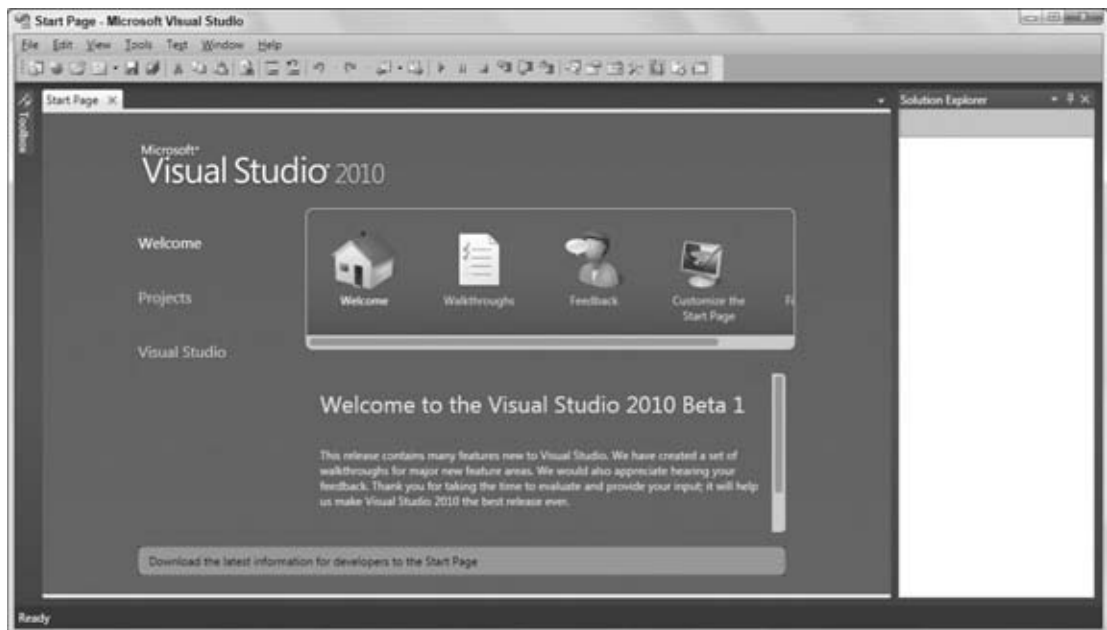 Start Page - Microsoft Visual Studio
File Edit View Tools Test Window Help
Toolbox
Start Page
Solution Explorer
Microsoft®
Visual Studio® 2010
Welcome
Projects
Visual Studio
Welcome
Walkthroughs
Feedback
Customize the
Start Page
Welcome to the Visual Studio 2010 Beta 1
This release contains many features new to Visual Studio. We have created a set of
walkthroughs for major new feature areas. We would also appreciate hearing your
feedback. Thank you for taking the time to evaluate and provide your input; it will help
us make Visual Studio 2010 the best release ever.
Download the latest information for developers to the Start Page
Ready